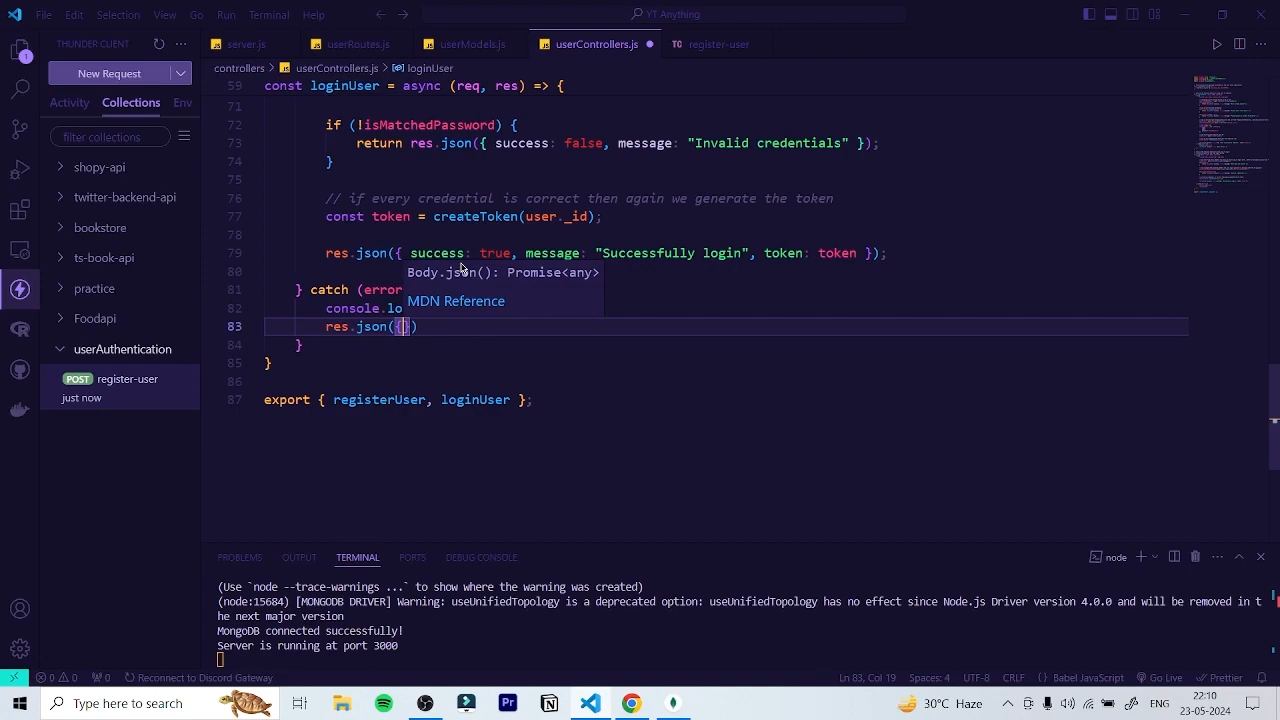 File Edit Selection View Go Run Terminal Help
YT Anything
THUNDER CLIENT
server.js userRoutes.js userModels.js userControllers.js TC register-user
New Request
controllers > userControllers.js > loginUser
Activity Collections Env
filter collections
shopy-api
twitter-backend-api
bookstore
ts-book-api
practice
Foodapi
userAuthentication
POST register-user
just now
59 const loginUser = async (req, res) => {
71
72 if (!isMatchedPassword) {
73 return res.json({ success: false, message: "Invalid credentials" });
74 }
75
76 // if every credential is correct then again we generate te token
77 const token = createToken(user._id);
78
79 res.json({ success: true, message: "Successfully login", token: token });
80
Body.json(): Promise<any>
MDN Reference
81 } catch (error
82 console.lo
83 res.json({})
84 }
85 }
86
87 export { registerUser, loginUser };
PROBLEMS OUTPUT TERMINAL PORTS DEBUG CONSOLE
node
(Use `node --trace-warnings ...` to show where the warning was created)
(node:15684) [MONGODB DRIVER] Warning: useUnifiedTopology is a deprecated option: useUnifiedTopology has no effect since Node.js Driver version 4.0.0 and will be removed in t
he next major version
MongoDB connected successfully!
Server is running at port 3000
0 0 0 Reconnect to Discord Gateway
Ln 83, Col 19 Spaces: 4 UTF-8 CRLF Babel JavaScript Go Live Prettier
Type here to search
30°C Haze
ENG
22:10
23-05-2024